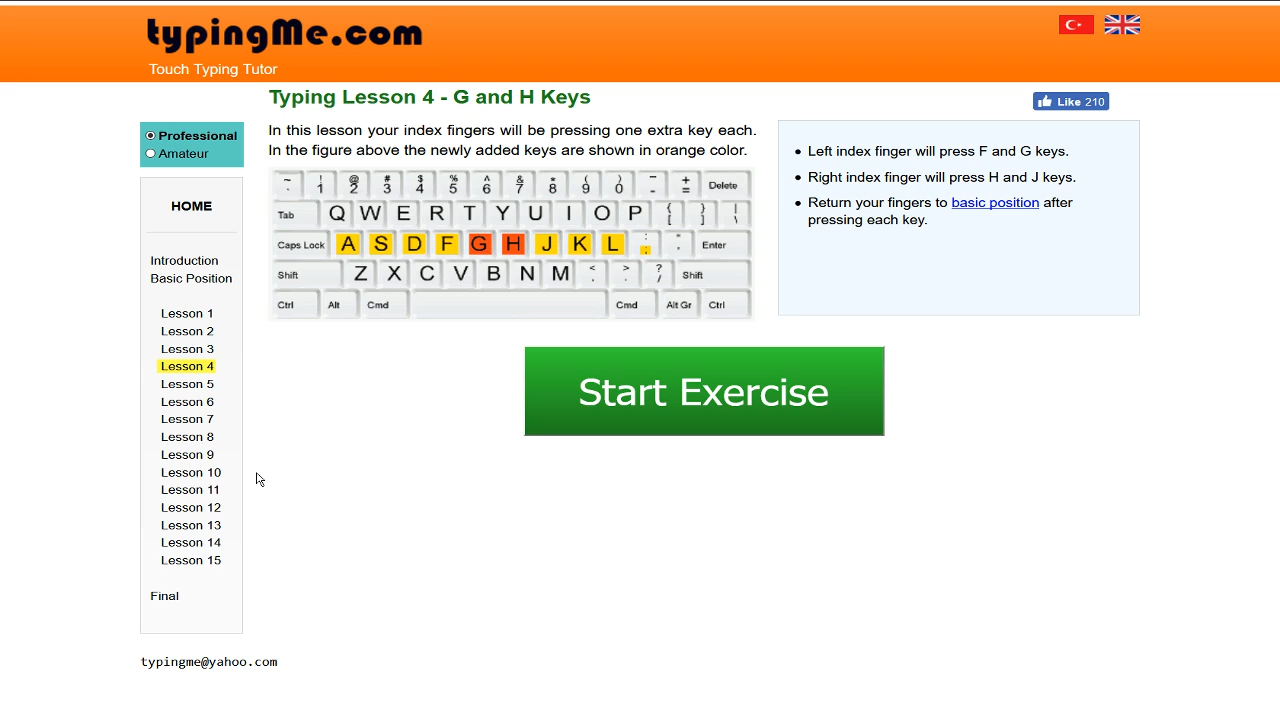 typingMe.com
Touch Typing Tutor
Typing Lesson 4 - G and H Keys
Like 210
Professional
Amateur
In this lesson your index fingers will be pressing one extra key each.
In the figure above the newly added keys are shown in orange color.
~ ` ! 1 @ 2 # 3 $ 4 % 5 ^ 6 & 7 * 8 ( 9 ) 0 _ - + = Delete
Tab Q W E R T Y U I O P { [ } ] | \
Caps Lock A S D F G H J K L : ; Enter
Shift Z X C V B N M < > ? / Shift
Ctrl Alt Cmd Cmd Alt Gr Ctrl
• Left index finger will press F and G keys.
• Right index finger will press H and J keys.
• Return your fingers to basic position after
pressing each key.
HOME
Introduction
Basic Position
Lesson 1
Lesson 2
Lesson 3
Lesson 4
Lesson 5
Lesson 6
Lesson 7
Lesson 8
Lesson 9
Lesson 10
Lesson 11
Lesson 12
Lesson 13
Lesson 14
Lesson 15
Final
Start Exercise
typingme@yahoo.com